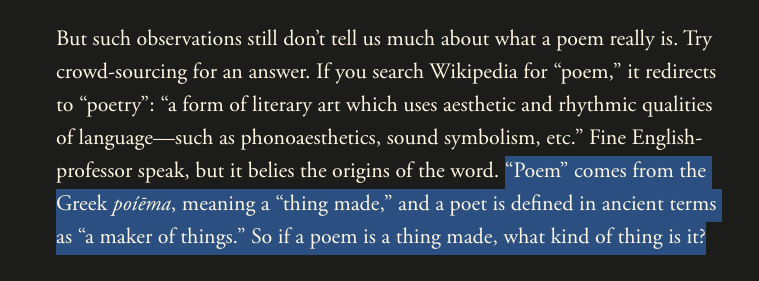 But such observations still don’t tell us much about what a poem really is. Try
crowd-sourcing for an answer. If you search Wikipedia for “poem,” it redirects
to “poetry”: “a form of literary art which uses aesthetic and rhythmic qualities
of language—such as phonoaesthetics, sound symbolism, etc.” Fine English-
professor speak, but it belies the origins of the word. “Poem” comes from the
Greek poíēma, meaning a “thing made,” and a poet is defined in ancient terms
as “a maker of things.” So if a poem is a thing made, what kind of thing is it?